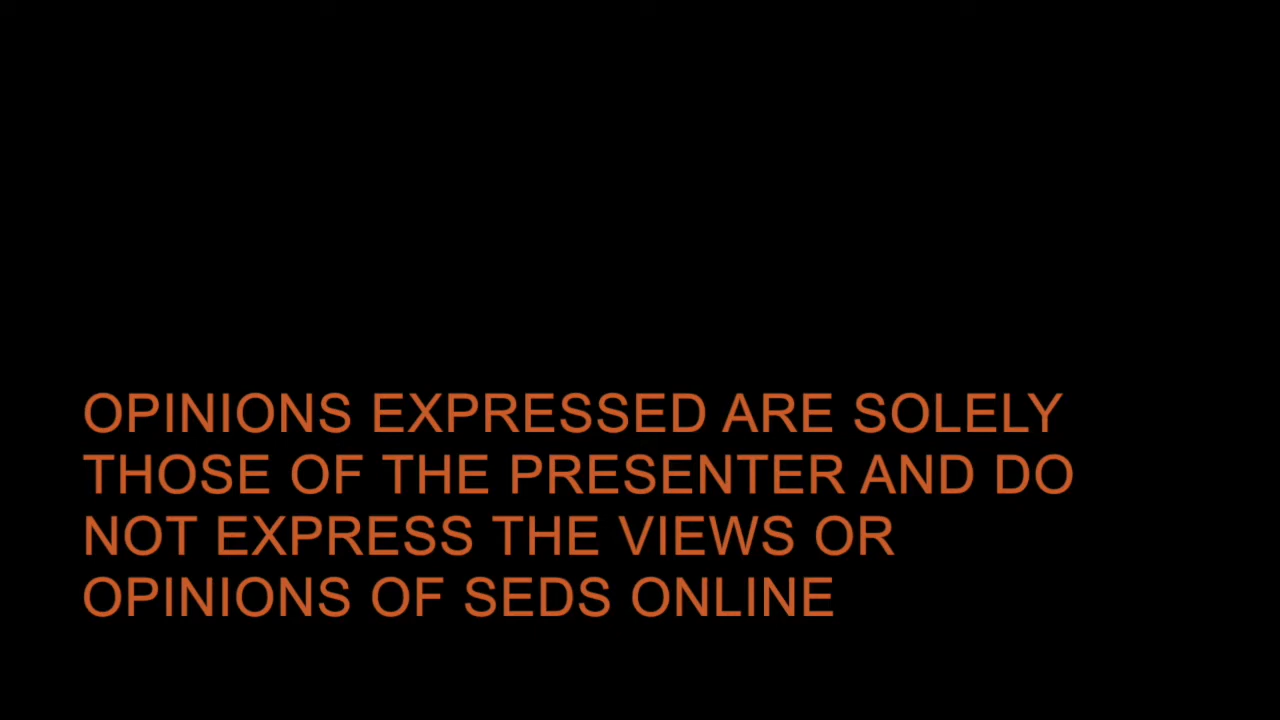 OPINIONS EXPRESSED ARE SOLELY
THOSE OF THE PRESENTER AND DO
NOT EXPRESS THE VIEWS OR
OPINIONS OF SEDS ONLINE